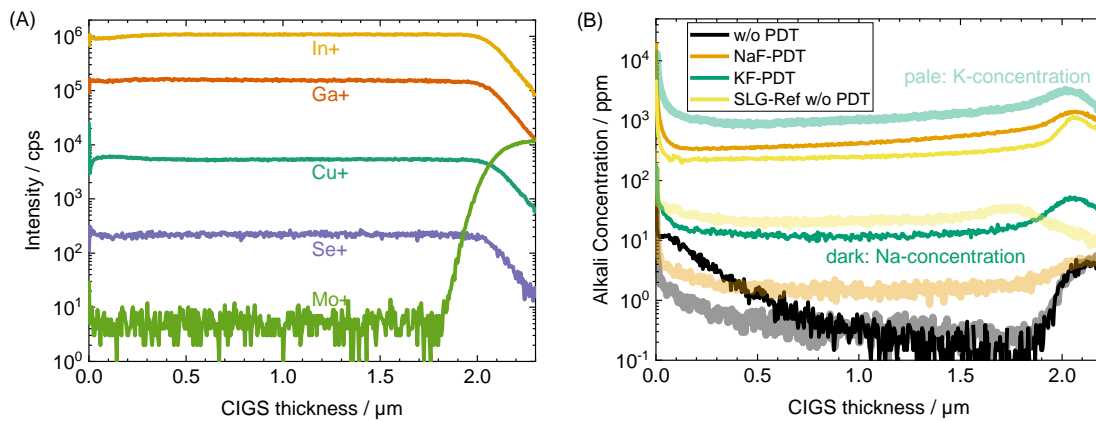 (A)
10⁶
10⁵
10⁴
10³
10²
10¹
10⁰
Intensity / cps
In+
Ga+
Cu+
Se+
Mo+
0.0 0.5 1.0 1.5 2.0
CIGS thickness / µm
(B)
10⁴
10³
10²
10¹
10⁰
10⁻¹
Alkali Concentration / ppm
w/o PDT
NaF-PDT
KF-PDT
SLG-Ref w/o PDT
pale: K-concentration
dark: Na-concentration
0.0 0.5 1.0 1.5 2.0
CIGS thickness / µm